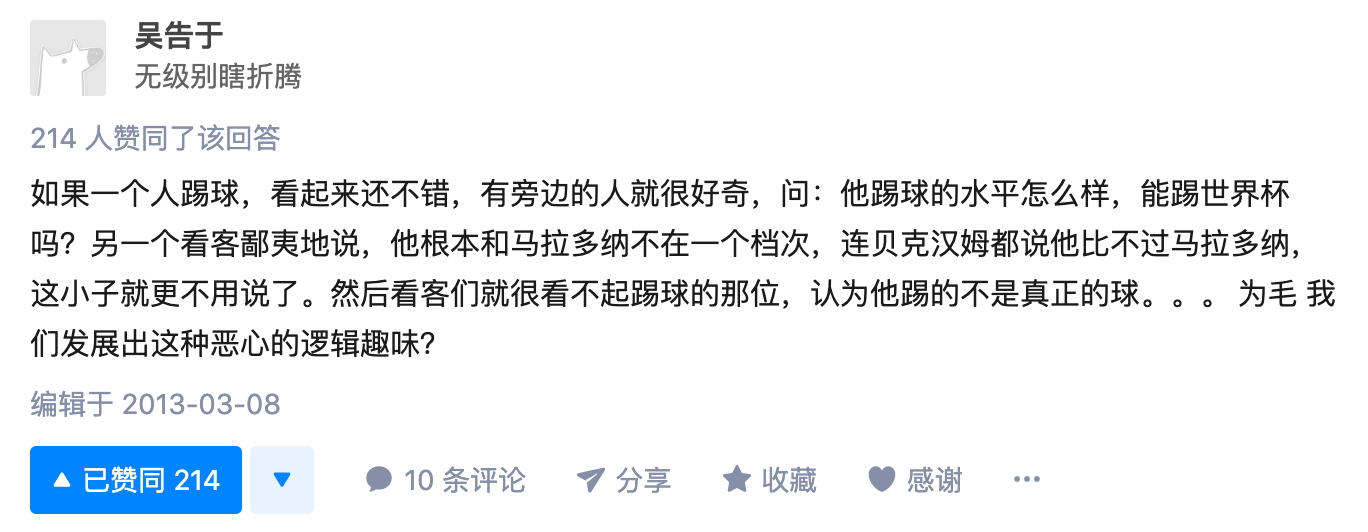 吴告于
无级别瞎折腾
214 人赞同了该回答
如果一个人踢球，看起来还不错，有旁边的人就很好奇，问：他踢球的水平怎么样，能踢世界杯
吗？另一个看客鄙夷地说，他根本和马拉多纳不在一个档次，连贝克汉姆都说他比不过马拉多纳，
这小子就更不用说了。然后看客们就很看不起踢球的那位，认为他踢的不是真正的球。。。 为毛 我
们发展出这种恶心的逻辑趣味？
编辑于 2013-03-08
已赞同 214 10 条评论 分享 收藏 感谢